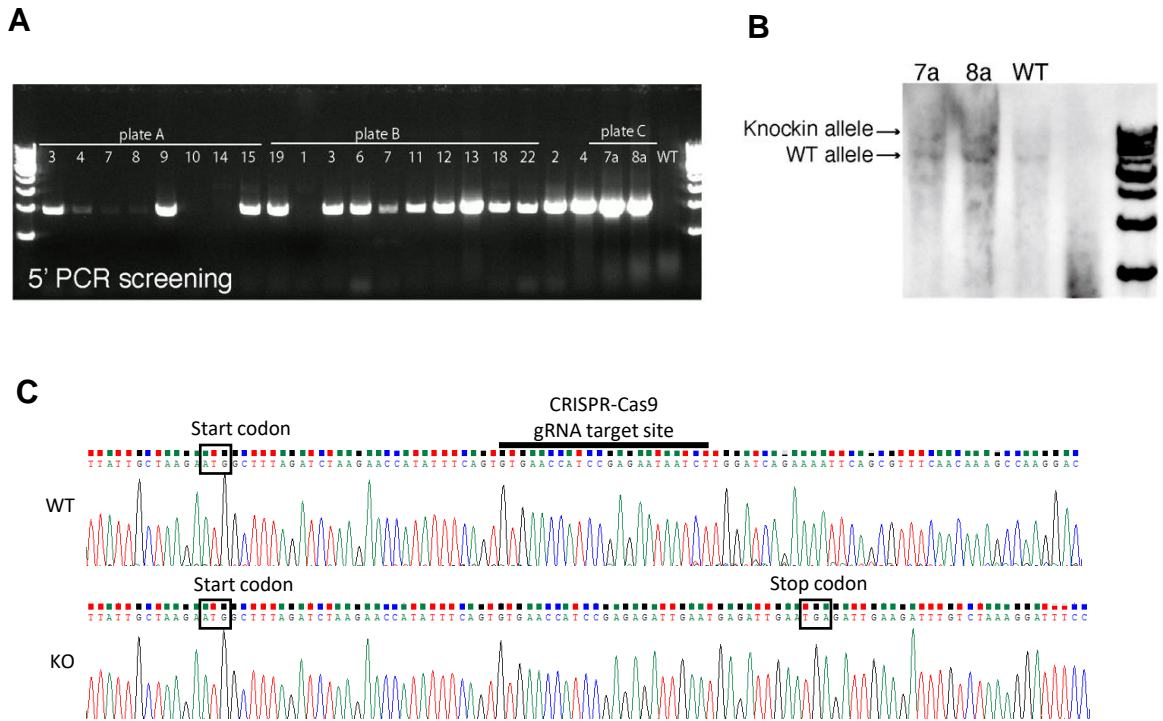 A
B
7a 8a WT
plate A plate B plate C
Knockin allele
WT allele
3 4 7 8 9 10 14 15 19 1 3 6 7 11 12 13 18 22 2 4 7a 8a WT
5' PCR screening
C
CRISPR-Cas9
gRNA target site
Start codon
TTATTGCTAAGAATGGCTTTAGATCTAAGAACCATATTTCAGTGTGAACCATCCGAGAATAATCTTGGATCAGAAAATTCAGCGTTTCAACAAAGCCAAGGAC
WT
Start codon Stop codon
TTATTGCTAAGAATGGCTTTAGATCTAAGAACCATATTTCAGTGTGAACCATCCGAGAGATTGAATGAGATTGAATGAGATTGAAGATTTGTCTAAAGGATTTCC
KO